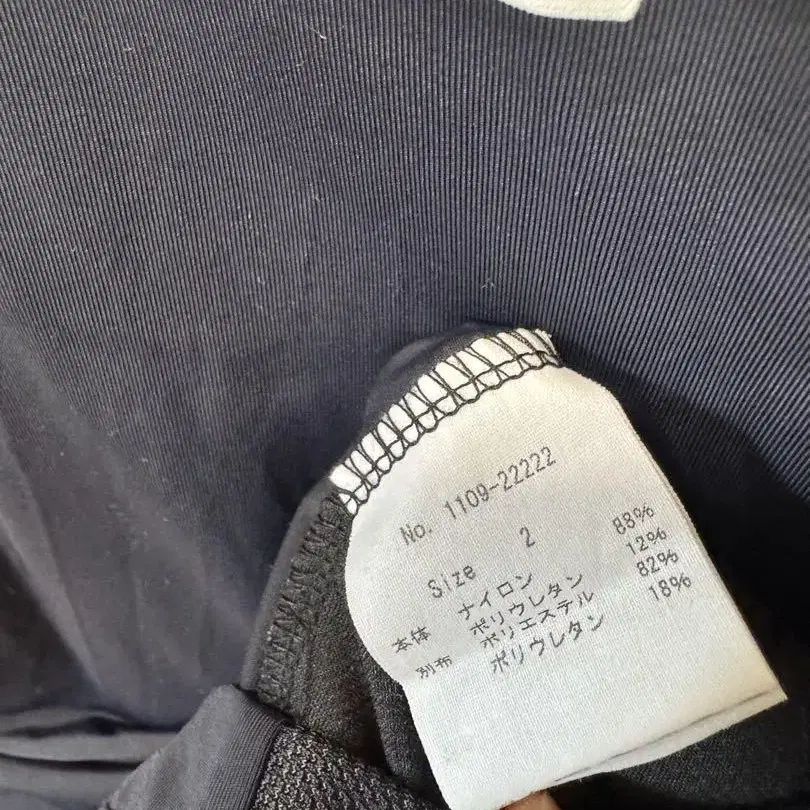 No. 1109-22222
Size 2
本体 ナイロン 88%
ポリウレタン 12%
別布 ポリエステル 82%
ポリウレタン 18%